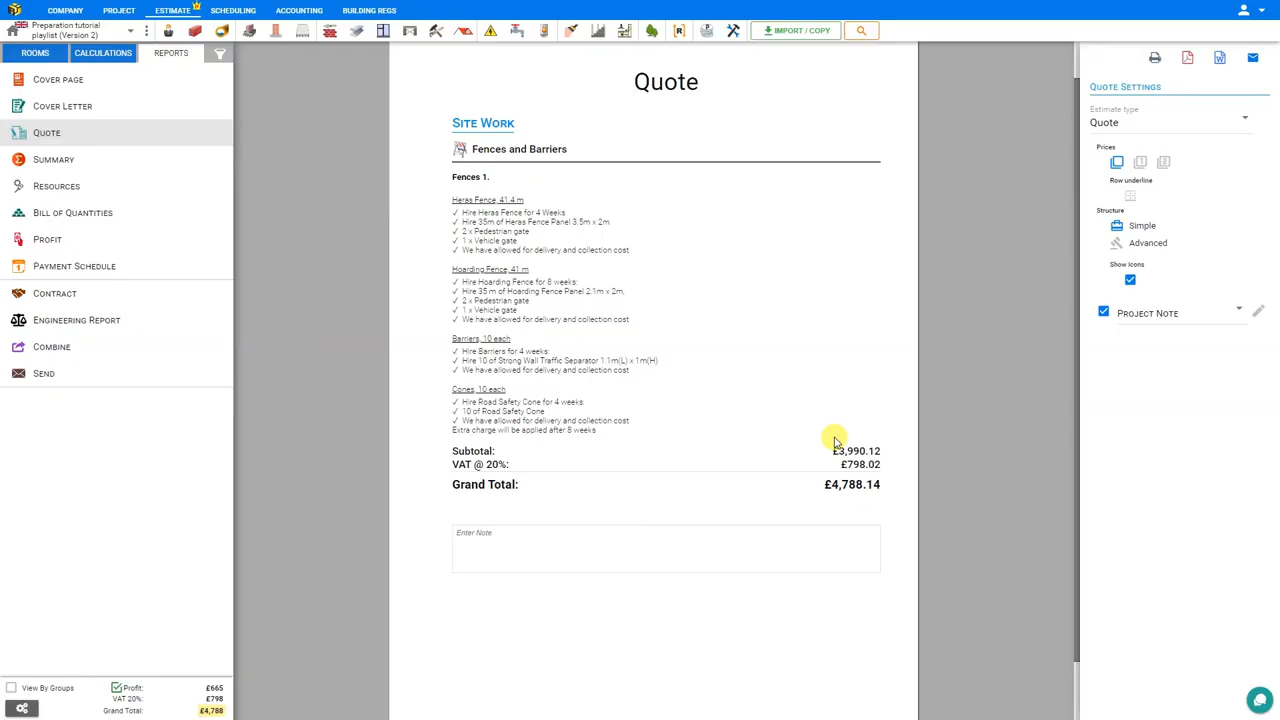 COMPANY PROJECT ESTIMATE SCHEDULING ACCOUNTING BUILDING REGS
Preparation tutorial
playlist (Version 2)
[R]
IMPORT / COPY
ROOMS CALCULATIONS REPORTS
COVER PAGE
COVER LETTER
QUOTE
SUMMARY
RESOURCES
BILL OF QUANTITIES
PROFIT
PAYMENT SCHEDULE
CONTRACT
ENGINEERING REPORT
COMBINE
SEND
View By Groups
Profit: £665
VAT 20%: £798
Grand Total: £4,788
Quote
SITE WORK
Fences and Barriers
Fences 1.
Heras Fence, 41.4 m
✓ Hire Heras Fence for 4 Weeks
✓ Hire 35m of Heras Fence Panel 3.5m x 2m
✓ 2 x Pedestrian gate
✓ 1 x Vehicle gate
✓ We have allowed for delivery and collection cost
Hoarding Fence, 41 m
✓ Hire Hoarding Fence for 8 weeks:
✓ Hire 35 m of Hoarding Fence Panel 2.1m x 2m,
✓ 2 x Pedestrian gate
✓ 1 x Vehicle gate
✓ We have allowed for delivery and collection cost
Barriers, 10 each
✓ Hire Barriers for 4 weeks:
✓ Hire 10 of Strong Wall Traffic Separator 1.1m(L) x 1m(H)
✓ We have allowed for delivery and collection cost
Cones, 10 each
✓ Hire Road Safety Cone for 4 weeks:
✓ 10 of Road Safety Cone
✓ We have allowed for delivery and collection cost
Extra charge will be applied after 8 weeks
Subtotal: £3,990.12
VAT @ 20%: £798.02
Grand Total: £4,788.14
Enter Note
QUOTE SETTINGS
Estimate type
Quote
Prices
1 2
Row underline
Structure
Simple
Advanced
Show Icons
PROJECT NOTE